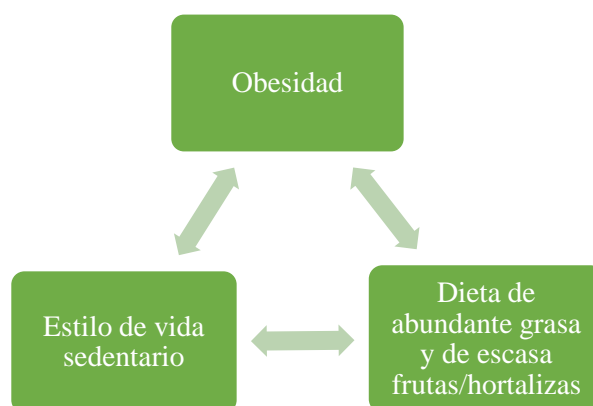 Obesidad
Estilo de vida
sedentario
Dieta de
abundante grasa
y de escasa
frutas/hortalizas